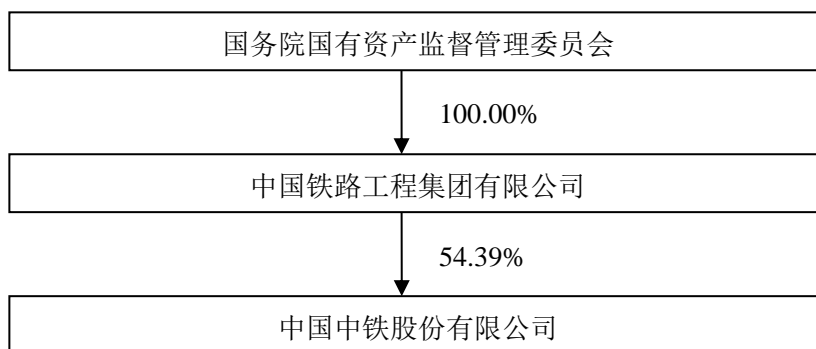 国务院国有资产监督管理委员会
100.00%
中国铁路工程集团有限公司
54.39%
中国中铁股份有限公司